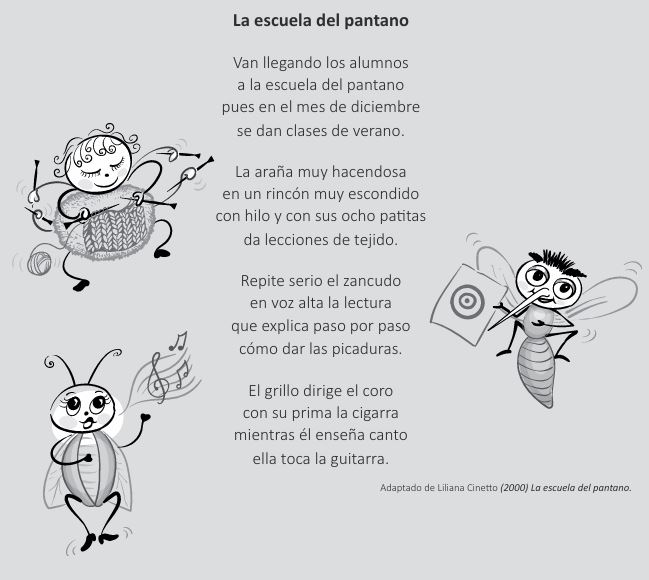 La escuela del pantano
Van llegando los alumnos
a la escuela del pantano
pues en el mes de diciembre
se dan clases de verano.
La araña muy hacendosa
en un rincón muy escondido
con hilo y con sus ocho patitas
da lecciones de tejido.
Repite serio el zancudo
en voz alta la lectura
que explica paso por paso
cómo dar las picaduras.
El grillo dirige el coro
con su prima la cigarra
mientras él enseña canto
ella toca la guitarra.
Adaptado de Liliana Cinetto (2000) La escuela del pantano.